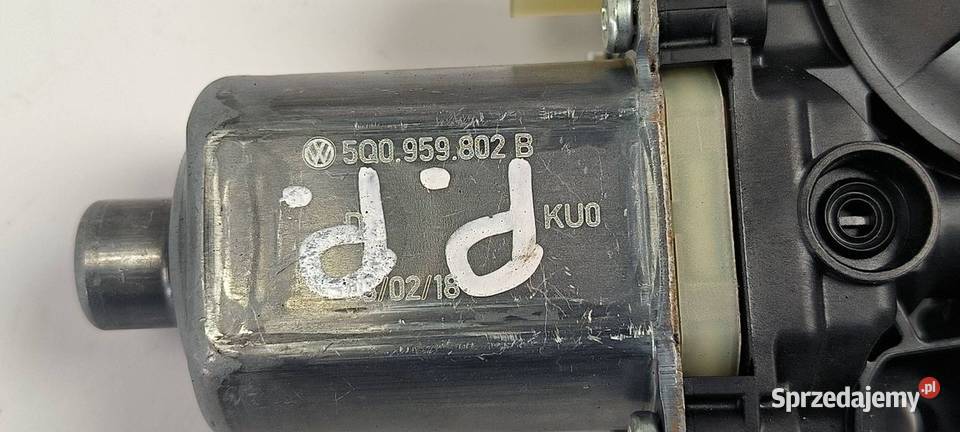 5Q0.959.802 B
P.P.
KU0
/02/18
Sprzedajemy.pl